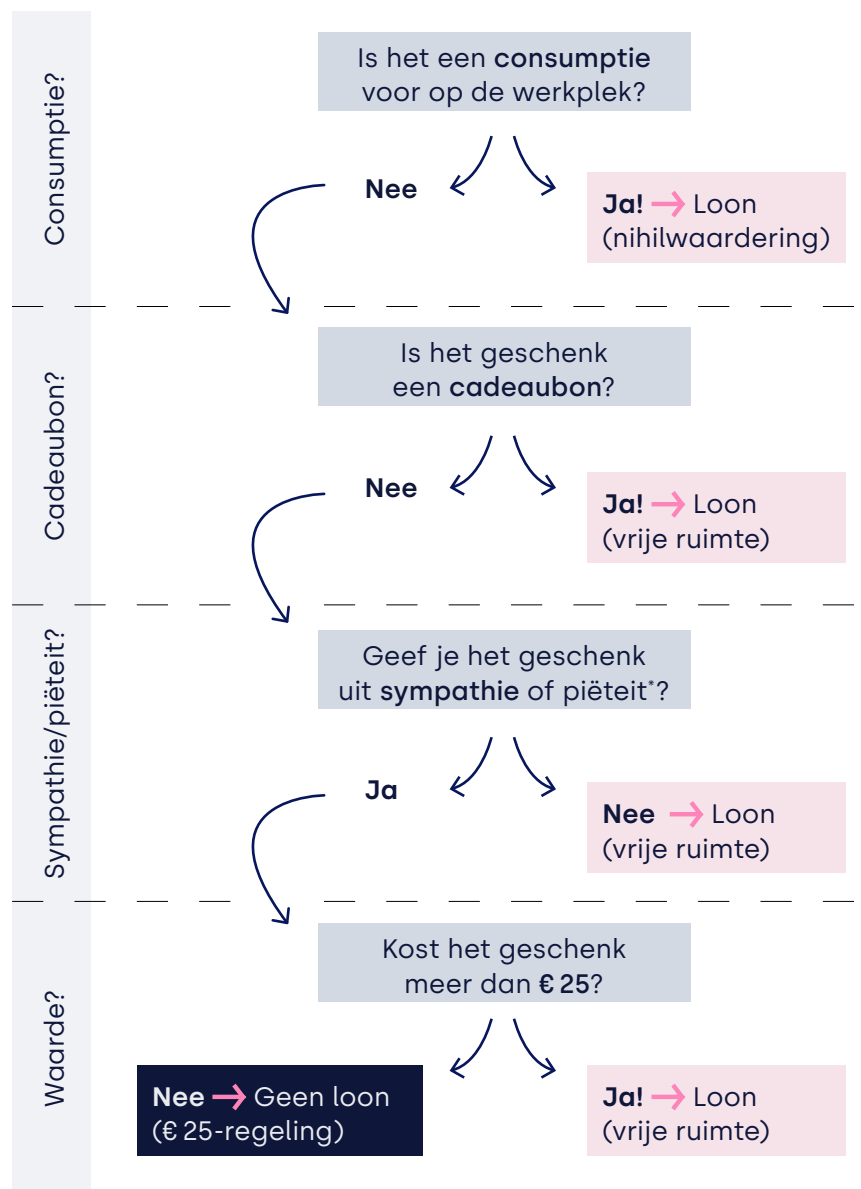 Consumptie?
Is het een consumptie
voor op de werkplek?
Nee
Ja! → Loon
(nihilwaardering)
Cadeaubon?
Is het geschenk
een cadeaubon?
Nee
Ja! → Loon
(vrije ruimte)
Sympathie/piëteit?
Geef je het geschenk
uit sympathie of piëteit*?
Ja
Nee → Loon
(vrije ruimte)
Waarde?
Kost het geschenk
meer dan € 25?
Nee → Geen loon
(€ 25-regeling)
Ja! → Loon
(vrije ruimte)